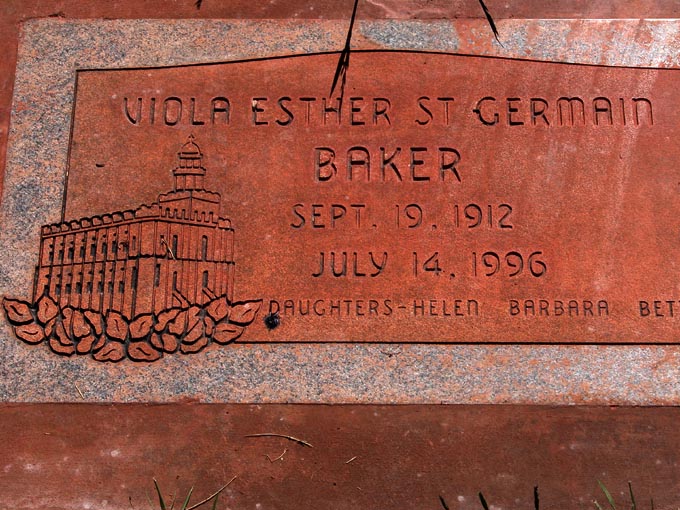 VIOLA ESTHER ST GERMAIN
BAKER
SEPT. 19, 1912
JULY 14, 1996
DAUGHTERS-HELEN BARBARA